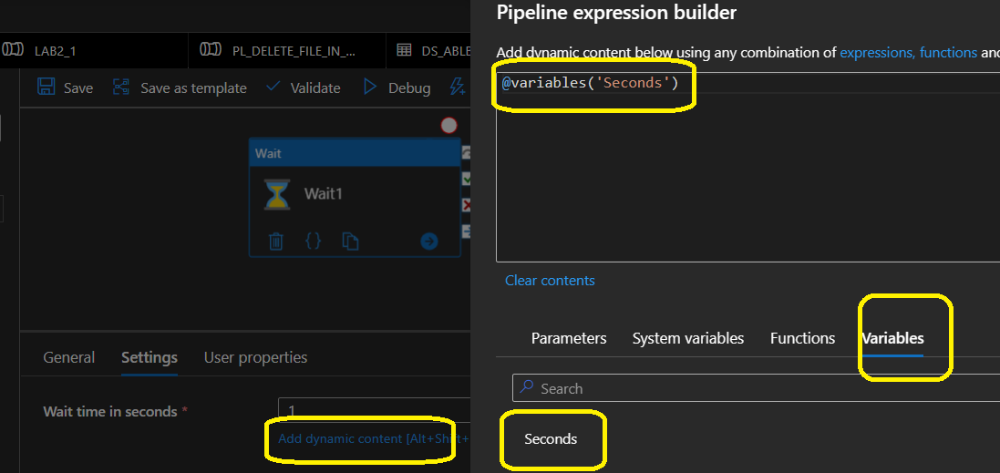 LAB2_1
PL_DELETE_FILE_IN_...
DS_ABLB
Save
Save as template
Validate
Debug
Wait
Wait1
{}
General
Settings
User properties
Wait time in seconds *
1
Add dynamic content [Alt+Shift+
Pipeline expression builder
Add dynamic content below using any combination of expressions, functions and
@variables('Seconds')
Clear contents
Parameters
System variables
Functions
Variables
Search
Seconds